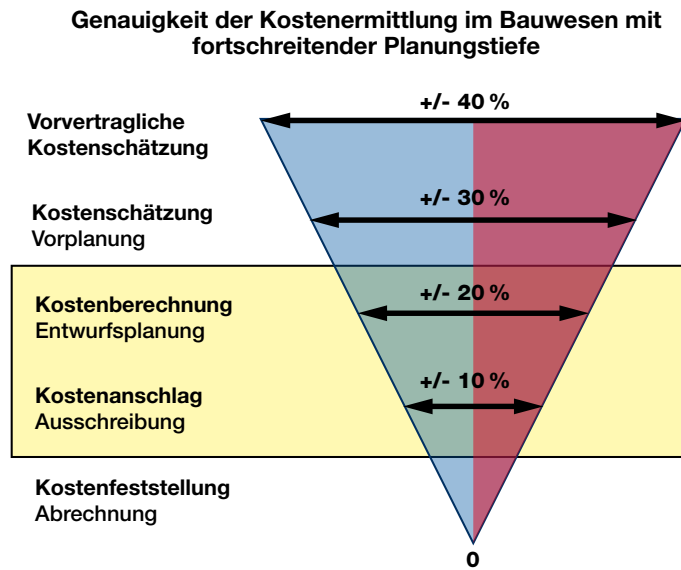 Genauigkeit der Kostenermittlung im Bauwesen mit
fortschreitender Planungstiefe
+/- 40 %
Vorvertragliche
Kostenschätzung
+/- 30 %
Kostenschätzung
Vorplanung
+/- 20 %
Kostenberechnung
Entwurfsplanung
+/- 10 %
Kostenanschlag
Ausschreibung
Kostenfeststellung
Abrechnung
0